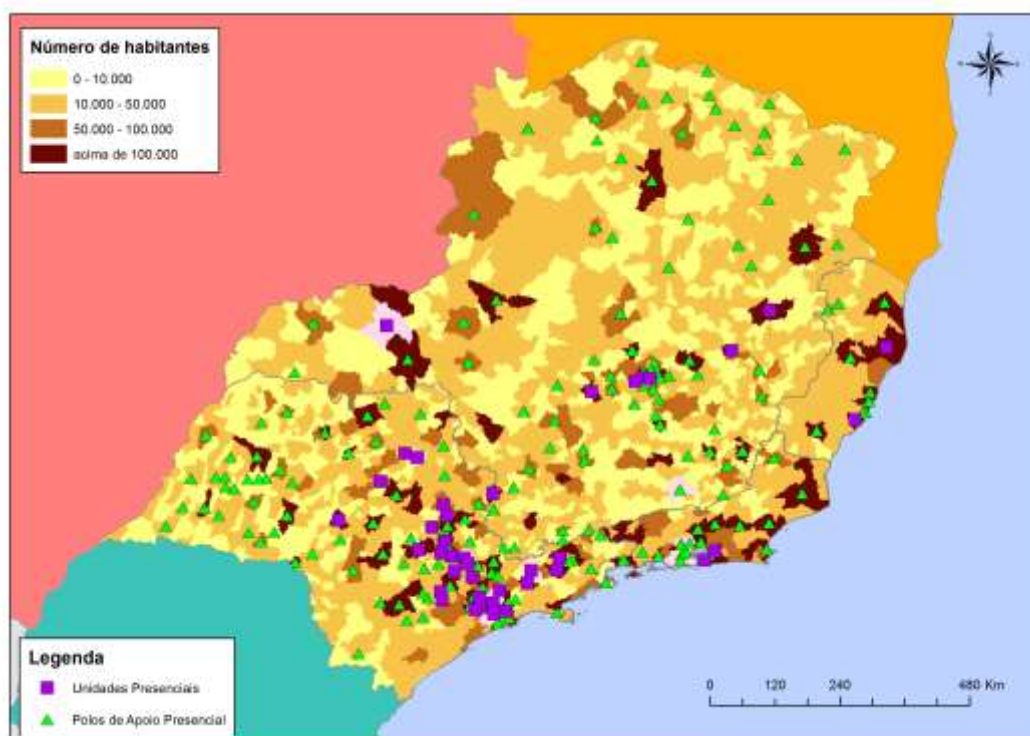 Número de habitantes
0 - 10.000
10.000 - 50.000
50.000 - 100.000
acima de 100.000
Legenda
Unidades Presenciais
Polos de Apoio Presencial
0 120 240 480 Km